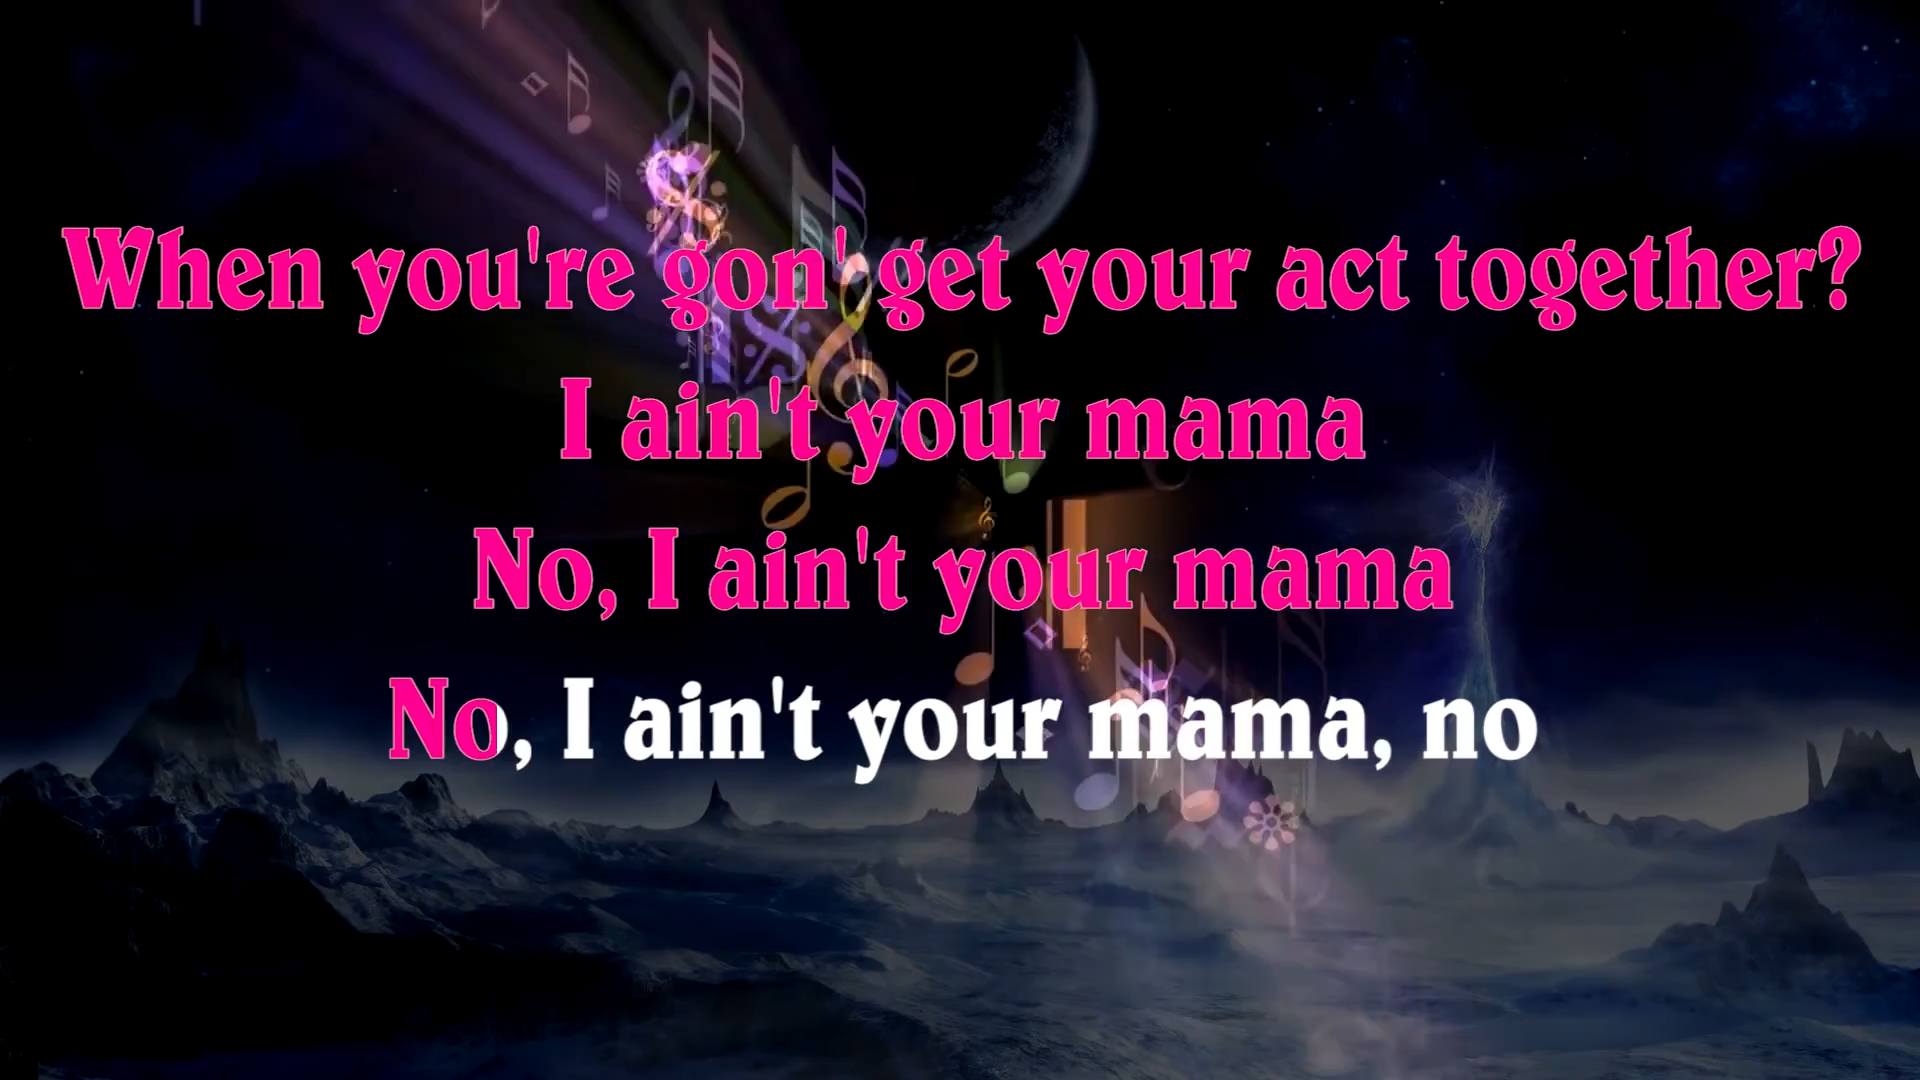 When you're gon' get your act together?
I ain't your mama
No, I ain't your mama
No, I ain't your mama, no